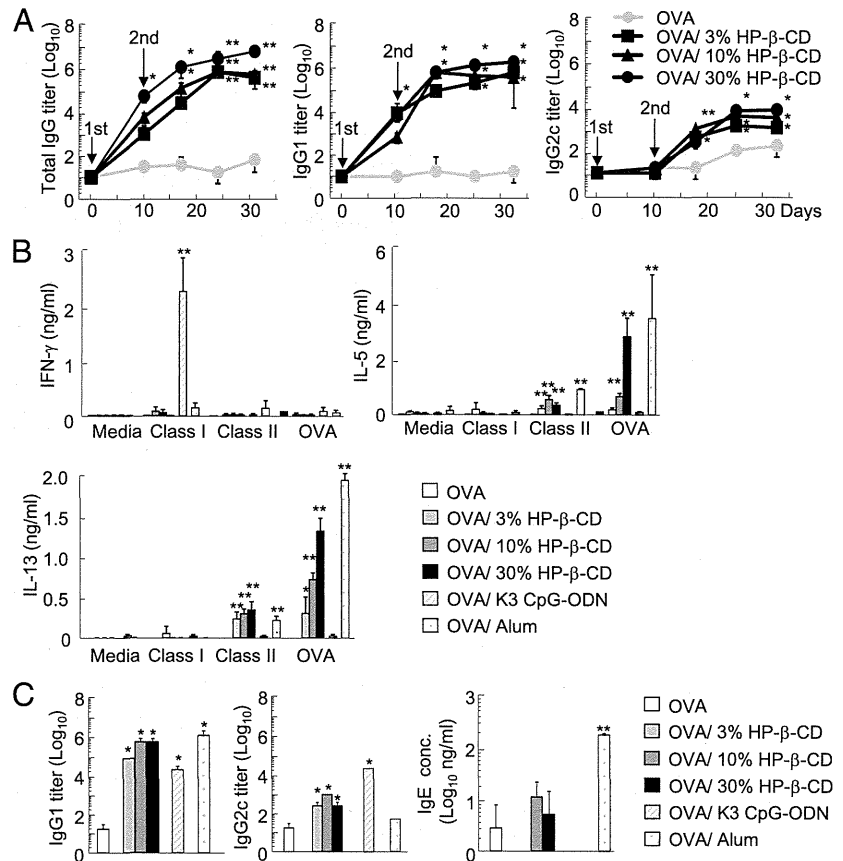 A
Total IgG titer (Log10)
8
6
4
2
0
1st
2nd
* * ** **
* ** **
** **
0 10 20 30
IgG1 titer (Log10)
8
6
4
2
0
1st
2nd
* * * *
* * *
* *
0 10 20 30
IgG2c titer (Log10)
8
6
4
2
0
1st
2nd
** * *
* * *
* *
0 10 20 30 Days
OVA
OVA/ 3% HP-β-CD
OVA/ 10% HP-β-CD
OVA/ 30% HP-β-CD
B
IFN-γ (ng/ml)
3
2
1
0
**
Media Class I Class II OVA
IL-5 (ng/ml)
6
4
2
0
** ** ** ** ** ** **
Media Class I Class II OVA
IL-13 (ng/ml)
2.0
1.5
1.0
0.5
0
** ** ** ** * ** ** **
Media Class I Class II OVA
OVA
OVA/ 3% HP-β-CD
OVA/ 10% HP-β-CD
OVA/ 30% HP-β-CD
OVA/ K3 CpG-ODN
OVA/ Alum
C
IgG1 titer (Log10)
8
6
4
2
0
* * * * *
IgG2c titer (Log10)
8
6
4
2
0
* * * *
IgE conc.
(Log10 ng/ml)
3
2
1
0
**
OVA
OVA/ 3% HP-β-CD
OVA/ 10% HP-β-CD
OVA/ 30% HP-β-CD
OVA/ K3 CpG-ODN
OVA/ Alum